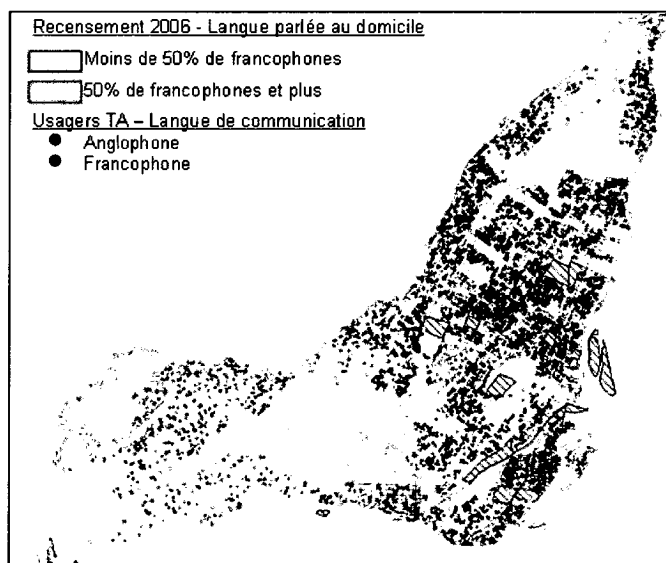 Recensement 2006 - Langue parlée au domicile
Moins de 50% de francophones
50% de francophones et plus
Usagers TA – Langue de communication
Anglophone
Francophone